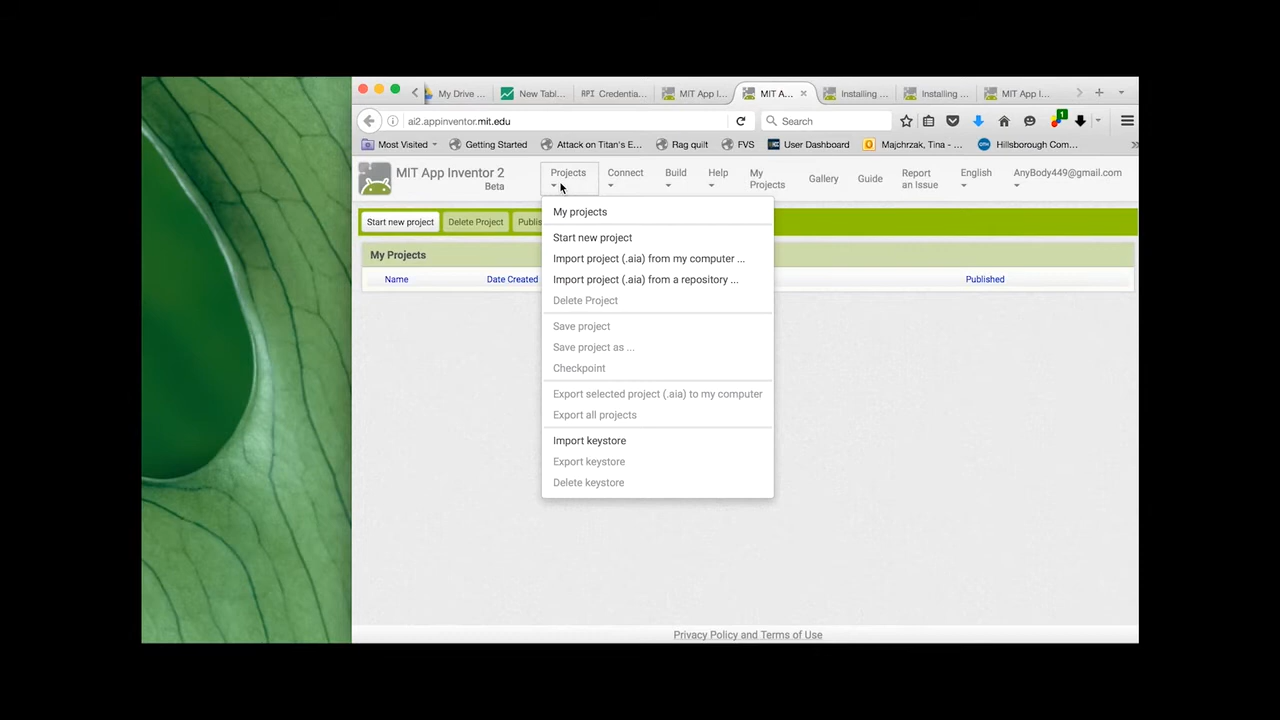 My Drive ...
New Tabl...
RPI Credentia...
MIT App I...
MIT A...
Installing ...
Installing ...
MIT App I...
ai2.appinventor.mit.edu
Search
1
Most Visited
Getting Started
Attack on Titan's E...
Rag quilt
FVS
User Dashboard
Majchrzak, Tina - ...
Hillsborough Com...
MIT App Inventor 2
Beta
Projects
Connect
Build
Help
My Projects
Gallery
Guide
Report an Issue
English
AnyBody449@gmail.com
Start new project
Delete Project
Publis
My Projects
Name
Date Created
Published
My projects
Start new project
Import project (.aia) from my computer ...
Import project (.aia) from a repository ...
Delete Project
Save project
Save project as ...
Checkpoint
Export selected project (.aia) to my computer
Export all projects
Import keystore
Export keystore
Delete keystore
Privacy Policy and Terms of Use